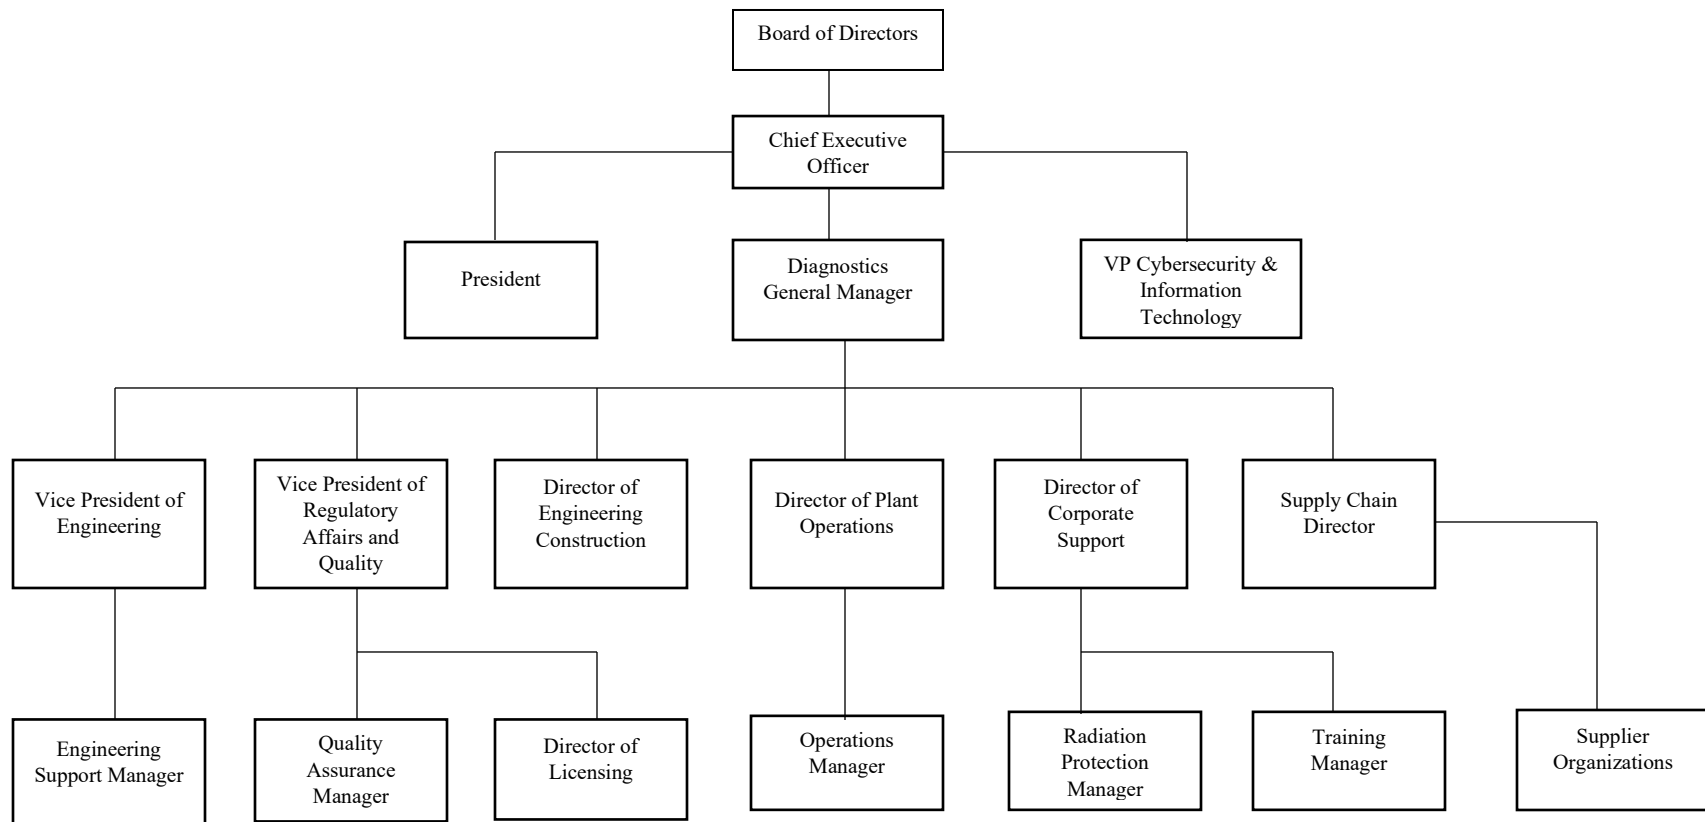 Board of Directors
Chief Executive
Officer
President
Diagnostics
General Manager
VP Cybersecurity &
Information
Technology
Vice President of
Engineering
Vice President of
Regulatory
Affairs and
Quality
Director of
Engineering
Construction
Director of Plant
Operations
Director of
Corporate
Support
Supply Chain
Director
Engineering
Support Manager
Quality
Assurance
Manager
Director of
Licensing
Operations
Manager
Radiation
Protection
Manager
Training
Manager
Supplier
Organizations